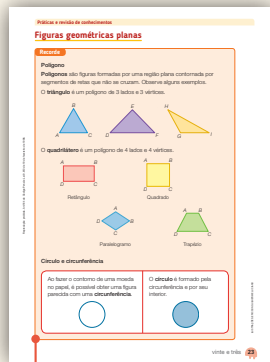 Práticas e revisão de conhecimentos
Figuras geométricas planas
Recorde
Polígono
Polígonos são figuras formadas por uma região plana contornada por
segmentos de retas que não se cruzam. Observe alguns exemplos.
O triângulo é um polígono de 3 lados e 3 vértices.
B E H
A C D F G I
O quadrilátero é um polígono de 4 lados e 4 vértices.
A B A B
D C D C
Retângulo Quadrado
A A B
D B
C D C
Paralelogramo Trapézio
Círculo e circunferência
Ao fazer o contorno de uma moeda
no papel, é possível obter uma figura
parecida com uma circunferência.
O círculo é formado pela
circunferência e por seu
interior.
vinte e três 23